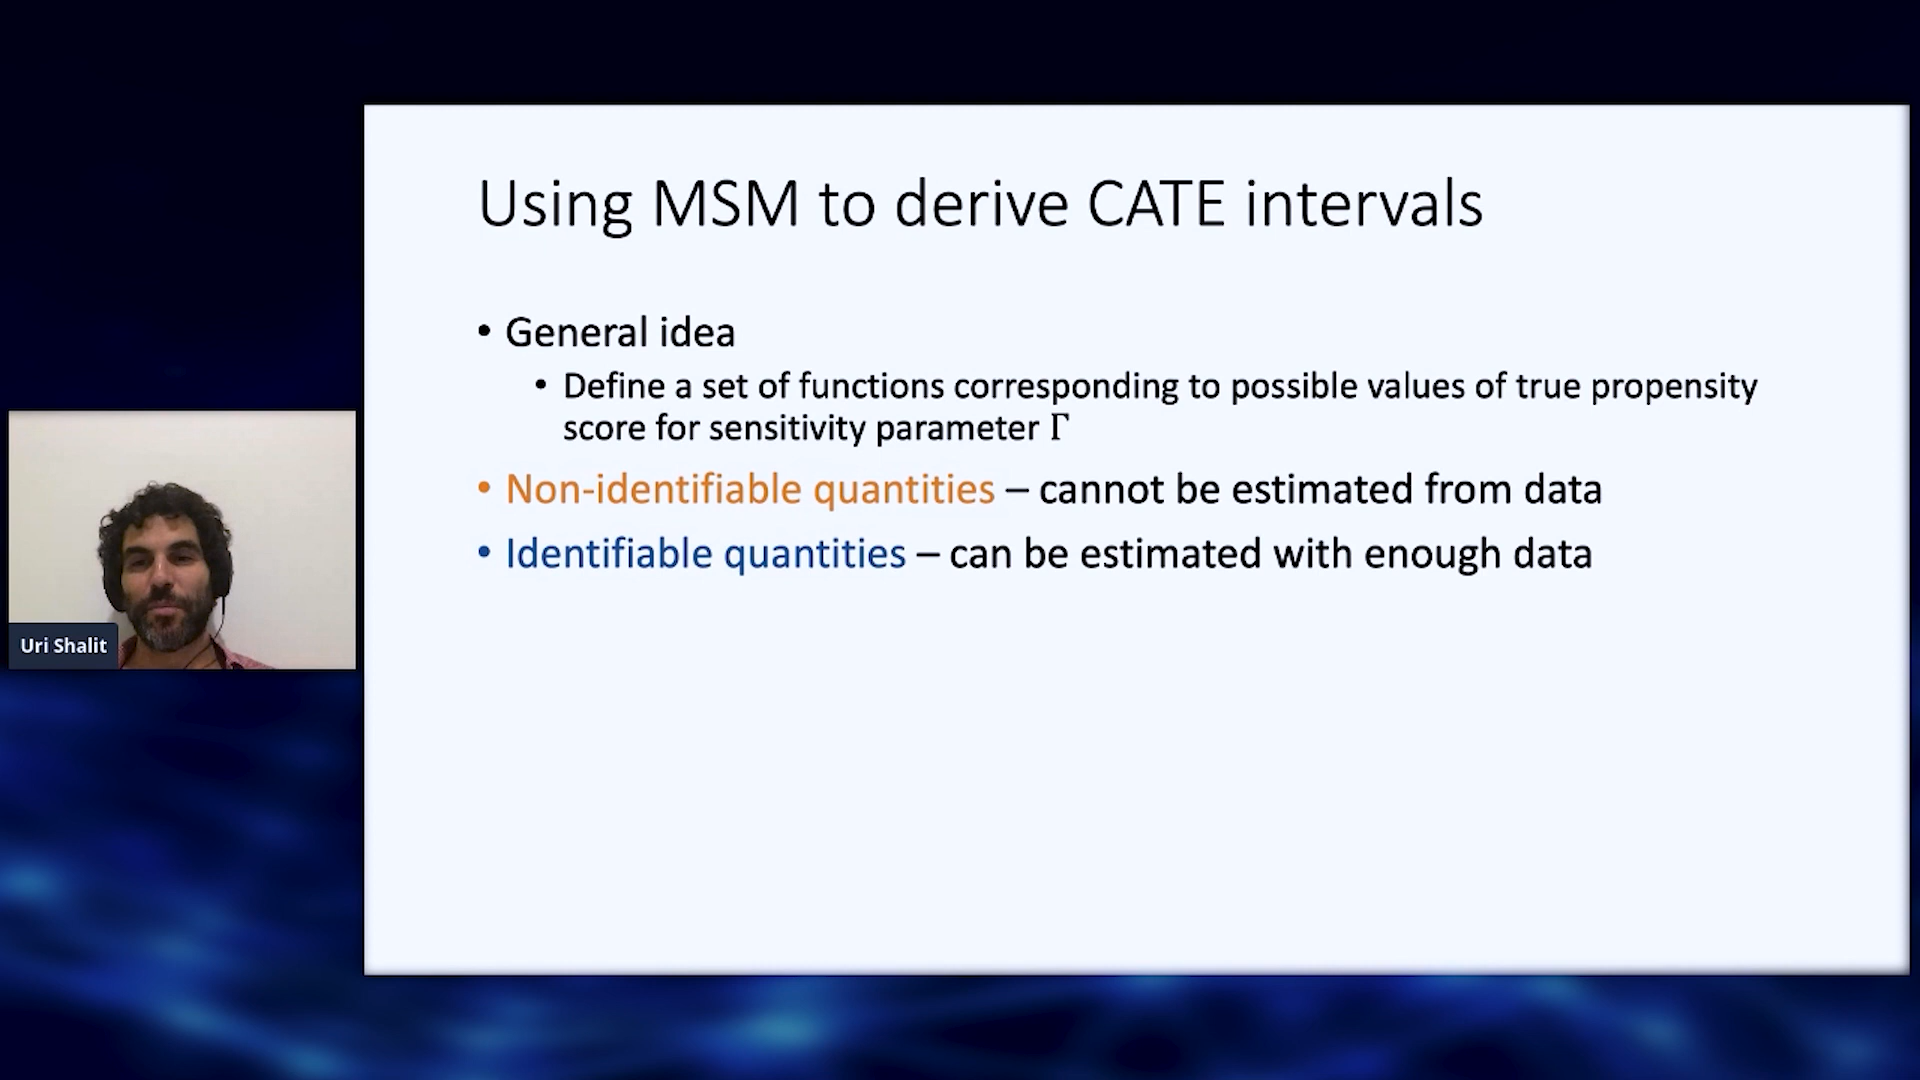 Using MSM to derive CATE intervals
• General idea
• Define a set of functions corresponding to possible values of true propensity
score for sensitivity parameter Γ
• Non-identifiable quantities – cannot be estimated from data
• Identifiable quantities – can be estimated with enough data
Uri Shalit